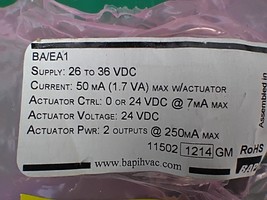 BA/EA1
SUPPLY: 26 TO 36 VDC
CURRENT: 50 MA (1.7 VA) MAX W/ACTUATOR
ACTUATOR CTRL: 0 OR 24 VDC @ 7MA MAX
ACTUATOR VOLTAGE: 24 VDC
ACTUATOR PWR: 2 OUTPUTS @ 250MA MAX
11502 1214 GM
www.bapihvac.com
RoHS